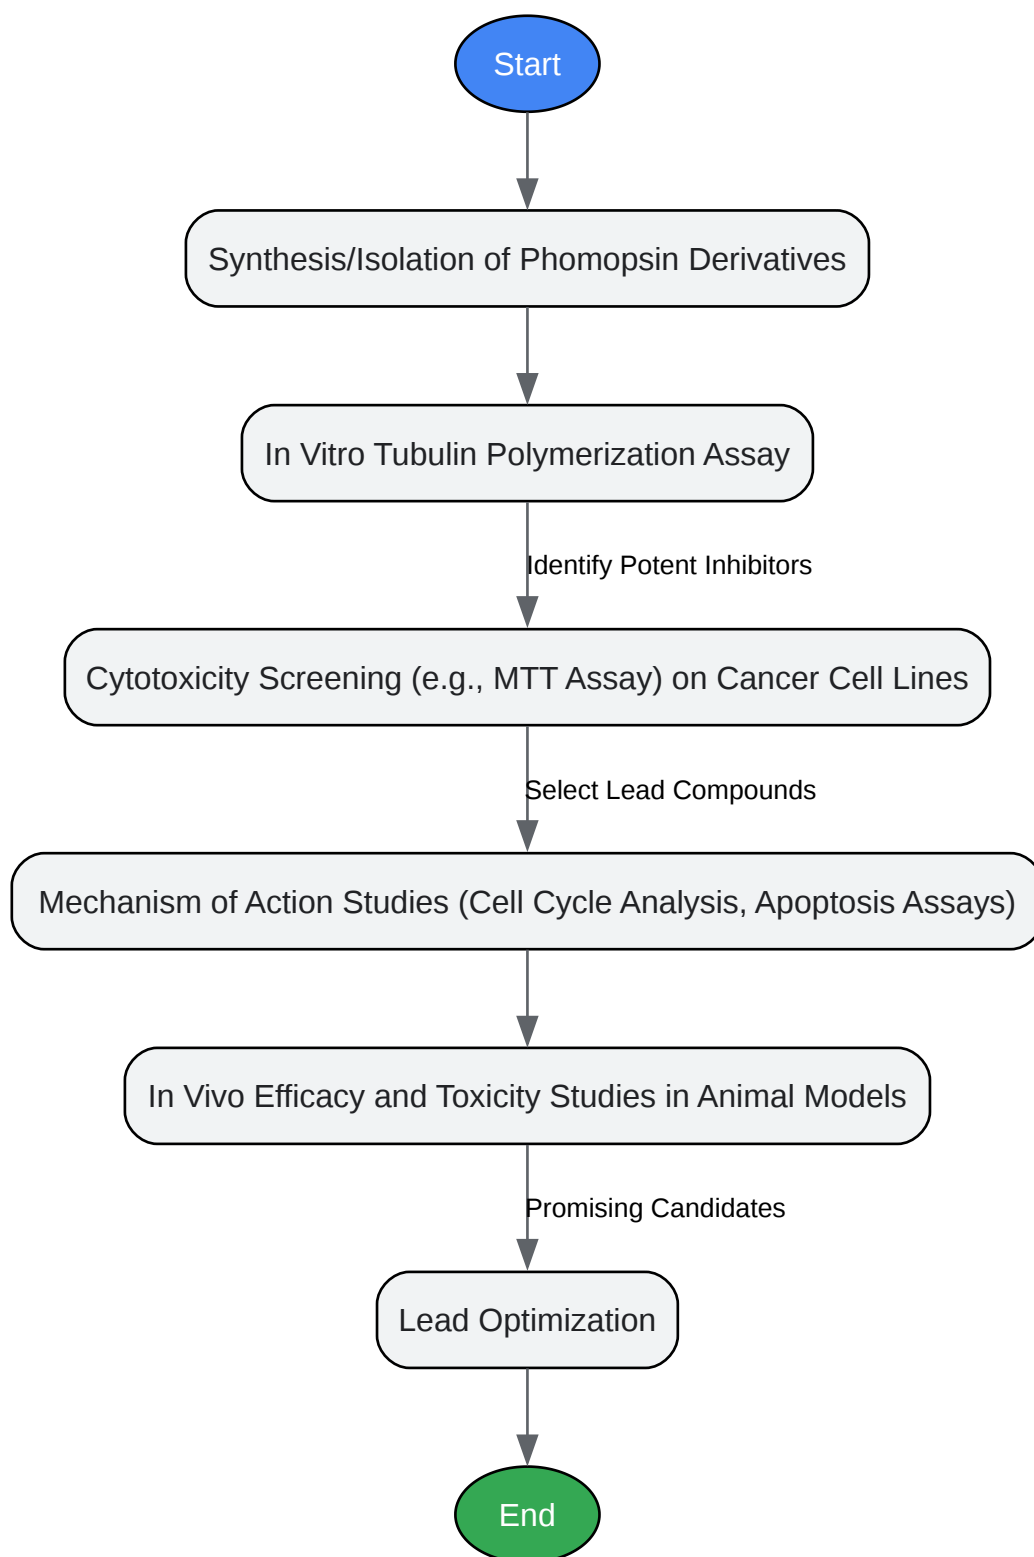 Start
Synthesis/Isolation of Phomopsin Derivatives
In Vitro Tubulin Polymerization Assay
Identify Potent Inhibitors
Cytotoxicity Screening (e.g., MTT Assay) on Cancer Cell Lines
Select Lead Compounds
Mechanism of Action Studies (Cell Cycle Analysis, Apoptosis Assays)
In Vivo Efficacy and Toxicity Studies in Animal Models
Promising Candidates
Lead Optimization
End